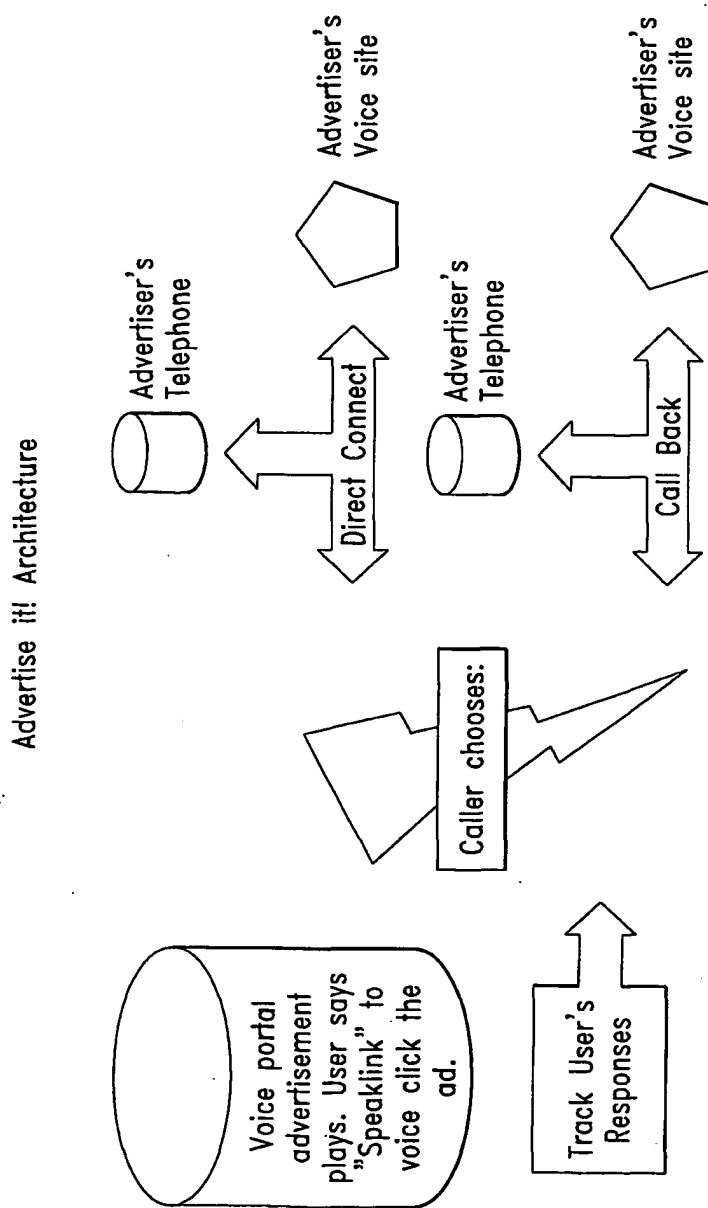 Advertise it! Architecture
Voice portal
advertisement
plays. User says
"Speaklink" to
voice click the
ad.
Track User's
Responses
Caller chooses:
Advertiser's
Telephone
Direct Connect
Advertiser's
Voice site
Advertiser's
Telephone
Call Back
Advertiser's
Voice site